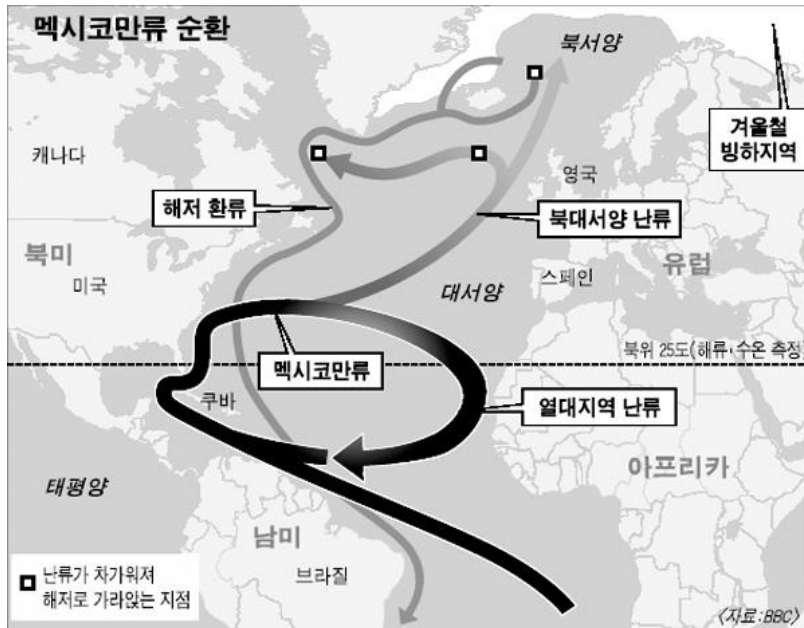 멕시코만류 순환
북서양
겨울철
빙하지역
캐나다
영국
해저 환류
북대서양 난류
북미
유럽
미국
대서양
스페인
북위 25도(해류·수온 측정)
멕시코만류
쿠바
열대지역 난류
아프리카
태평양
남미
브라질
난류가 차가워져
해저로 가라앉는 지점
〈자료:BBC〉